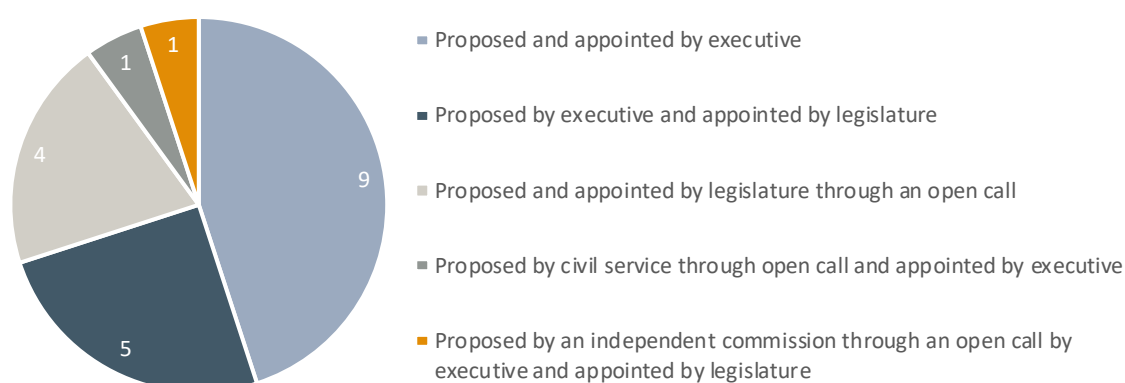 1
1
4
9
5
Proposed and appointed by executive
Proposed by executive and appointed by legislature
Proposed and appointed by legislature through an open call
Proposed by civil service through open call and appointed by executive
Proposed by an independent commission through an open call by
executive and appointed by legislature